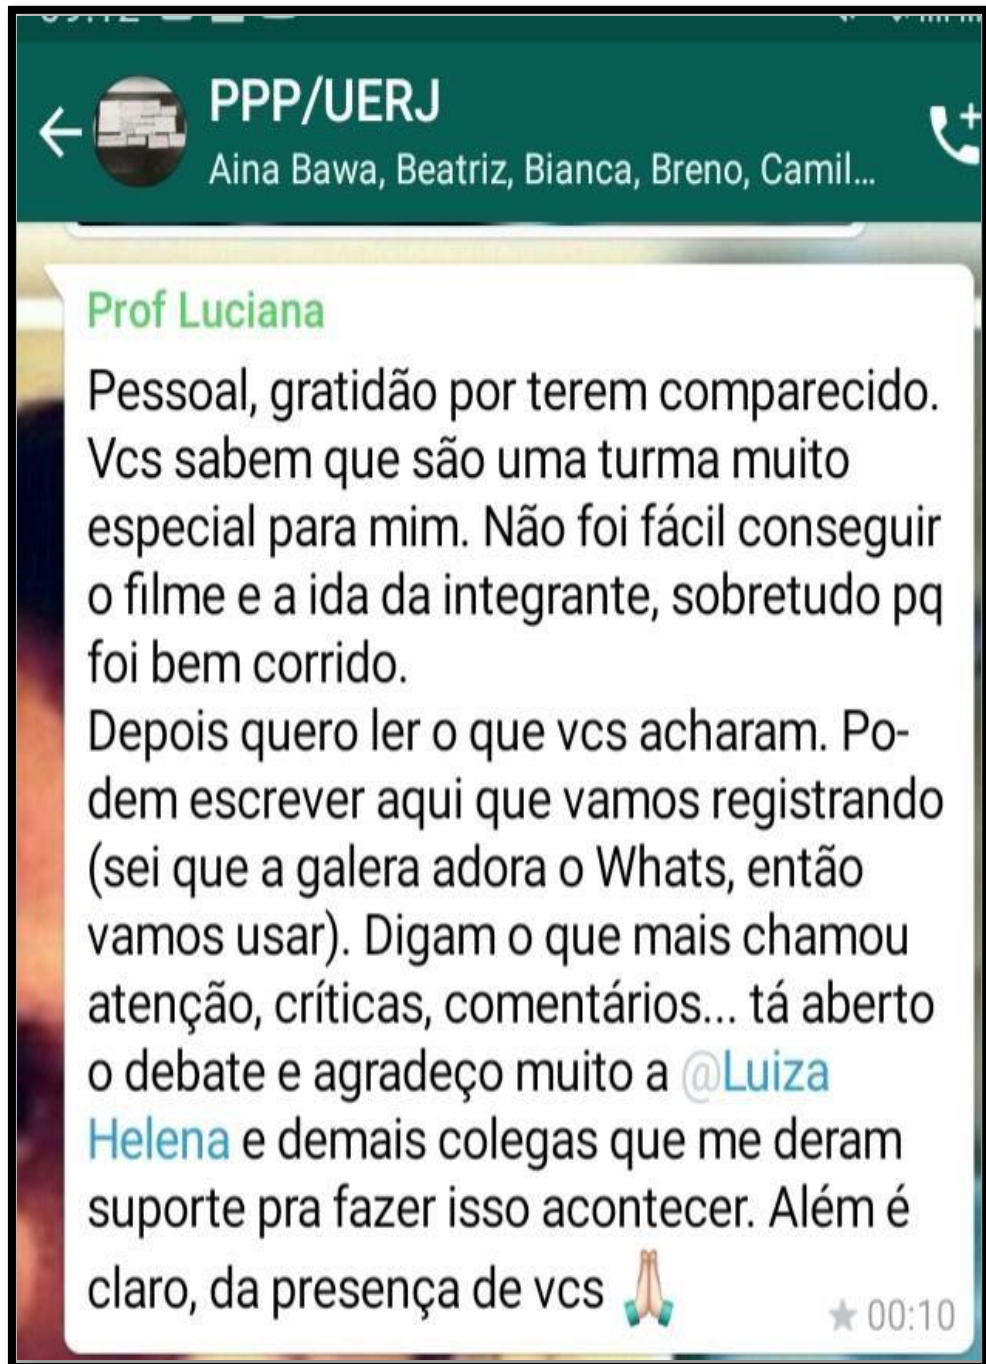 PPP/UERJ
Aina Bawa, Beatriz, Bianca, Breno, Camil...
Prof Luciana
Pessoal, gratidão por terem comparecido.
Vcs sabem que são uma turma muito
especial para mim. Não foi fácil conseguir
o filme e a ida da integrante, sobretudo pq
foi bem corrido.
Depois quero ler o que vcs acharam. Po-
dem escrever aqui que vamos registrando
(sei que a galera adora o Whats, então
vamos usar). Digam o que mais chamou
atenção, críticas, comentários... tá aberto
o debate e agradeço muito a @Luiza
Helena e demais colegas que me deram
suporte pra fazer isso acontecer. Além é
claro, da presença de vcs 🙏🏻
★ 00:10